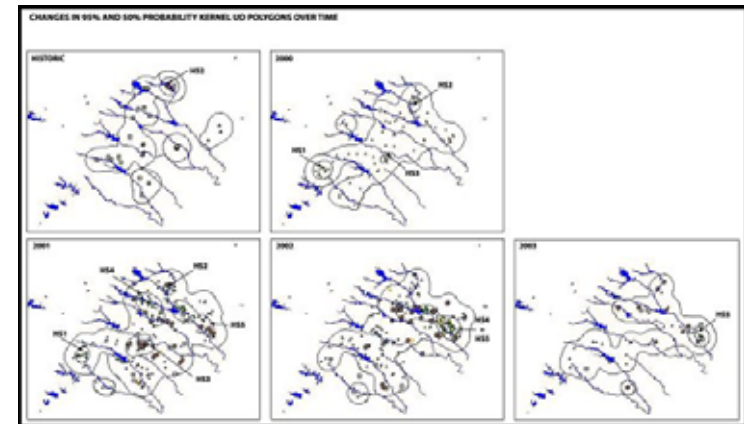 CHANGES IN 95% AND 50% PROBABILITY KERNEL UD POLYGONS OVER TIME
HISTORIC
HS3
2000
HS2
HS1
HS3
2001
HS4
HS2
HS5
HS1
HS3
2002
HS4
HS5
2003
HS5